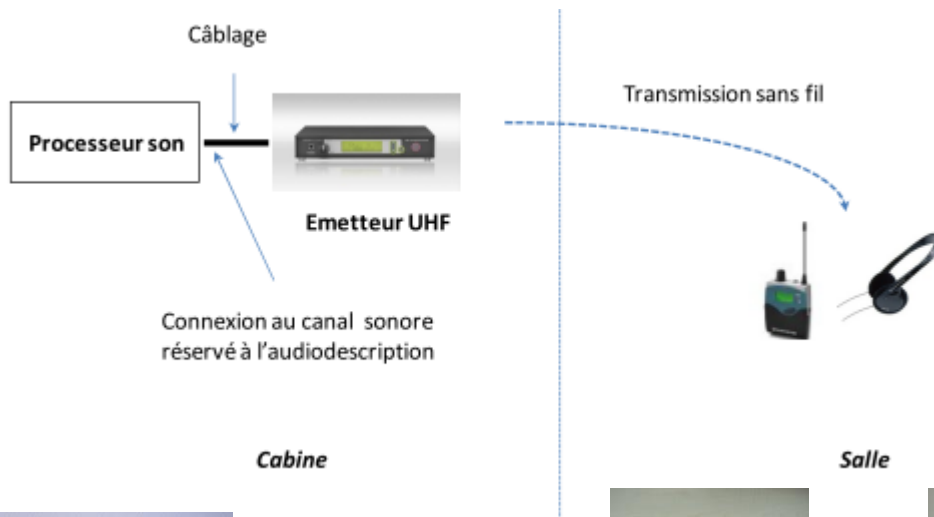 Câblage
Transmission sans fil
Processeur son
Emetteur UHF
Connexion au canal sonore
réservé à l'audiodescription
Cabine
Salle